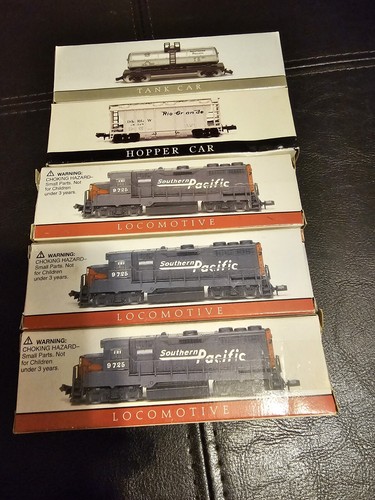 TANK CAR
Rio Grande
HOPPER CAR
WARNING:
CHOKING HAZARD–
Small Parts. Not
for Children
under 3 years.
Southern Pacific
9725
LOCOMOTIVE
WARNING:
CHOKING HAZARD–
Small Parts. Not
for Children
under 3 years.
Southern Pacific
9725
LOCOMOTIVE
WARNING:
CHOKING HAZARD–
Small Parts. Not
for Children
under 3 years.
Southern Pacific
9725
LOCOMOTIVE